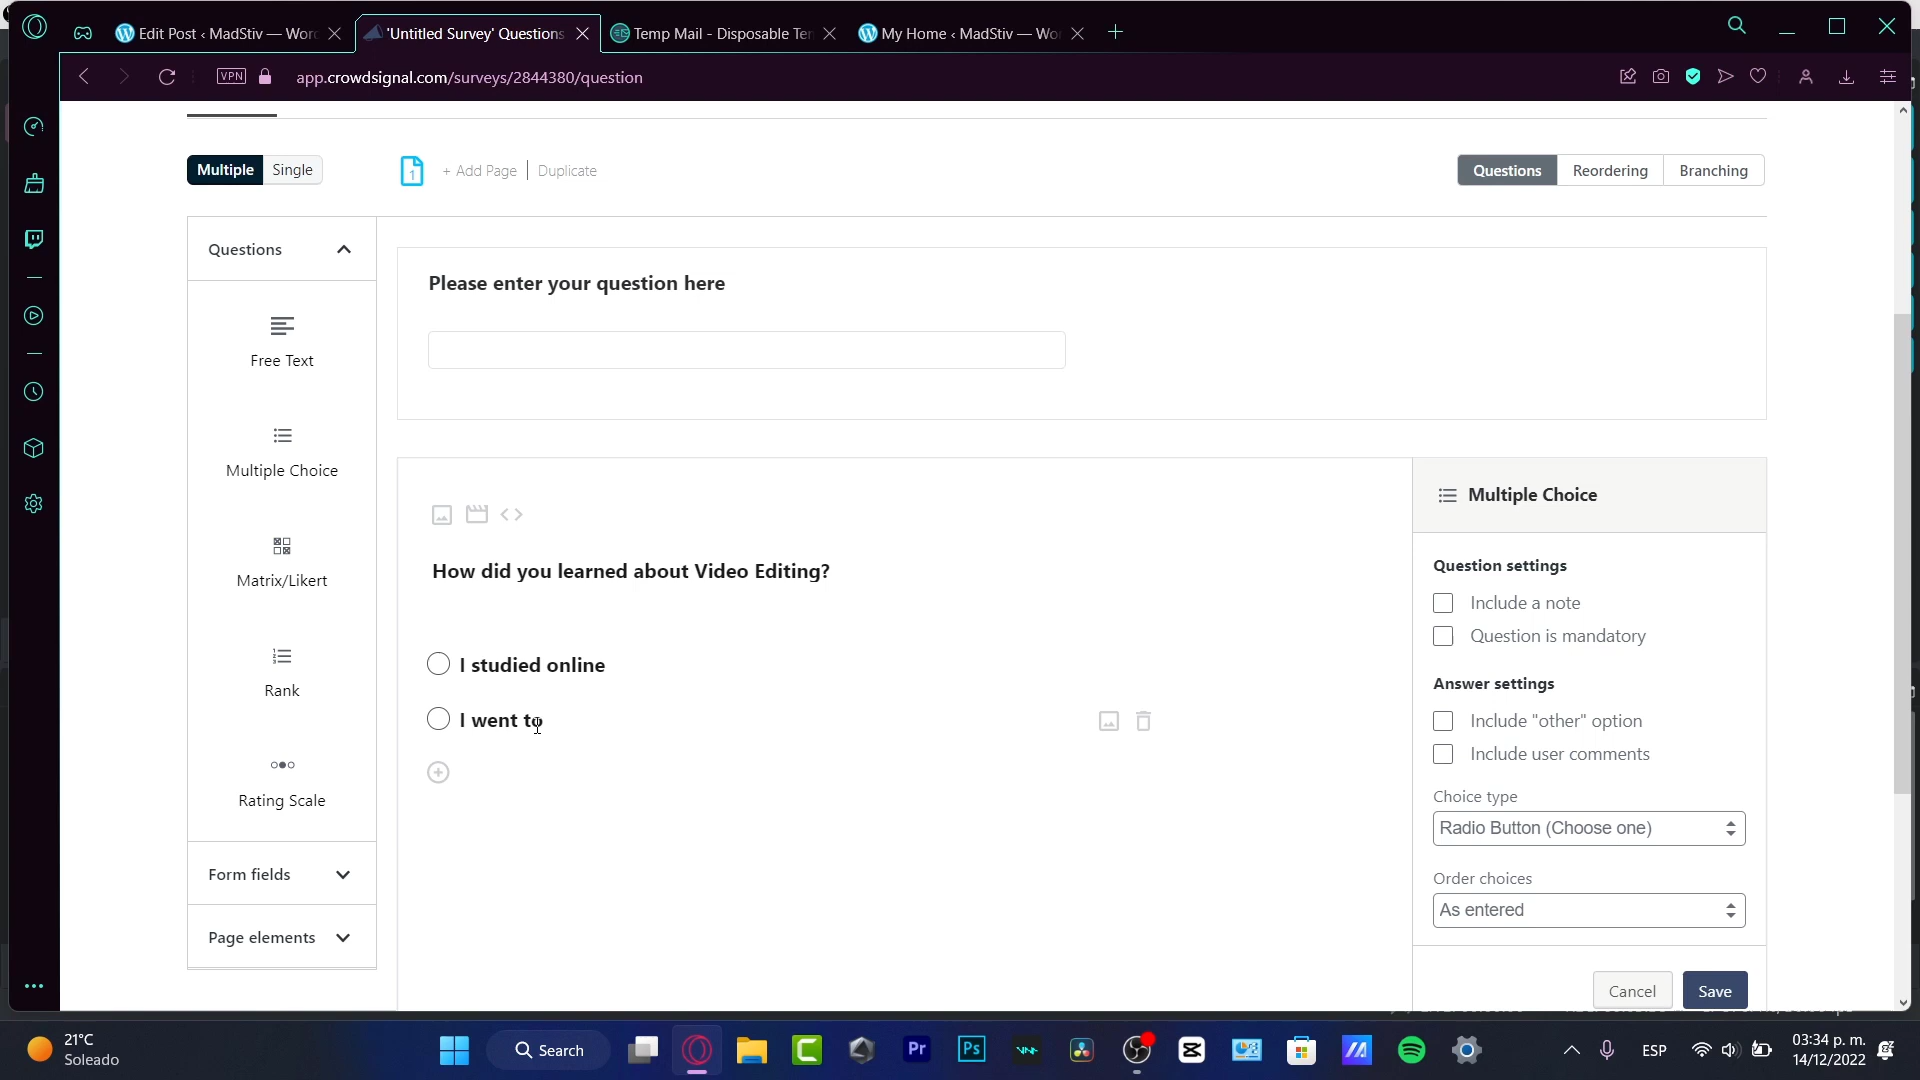 Edit Post ‹ MadStiv — Worc
'Untitled Survey' Questions
Temp Mail - Disposable Ter
My Home ‹ MadStiv — Wo
VPN
app.crowdsignal.com/surveys/2844380/question
Multiple
Single
1
+ Add Page
Duplicate
Questions
Reordering
Branching
Questions
Please enter your question here
Free Text
Multiple Choice
Matrix/Likert
Rank
Rating Scale
Form fields
Page elements
How did you learned about Video Editing?
I studied online
I went to
Multiple Choice
Question settings
Include a note
Question is mandatory
Answer settings
Include "other" option
Include user comments
Choice type
Radio Button (Choose one)
Order choices
As entered
Cancel
Save
21°C
Soleado
Search
Pr
Ps
ESP
03:34 p. m.
14/12/2022